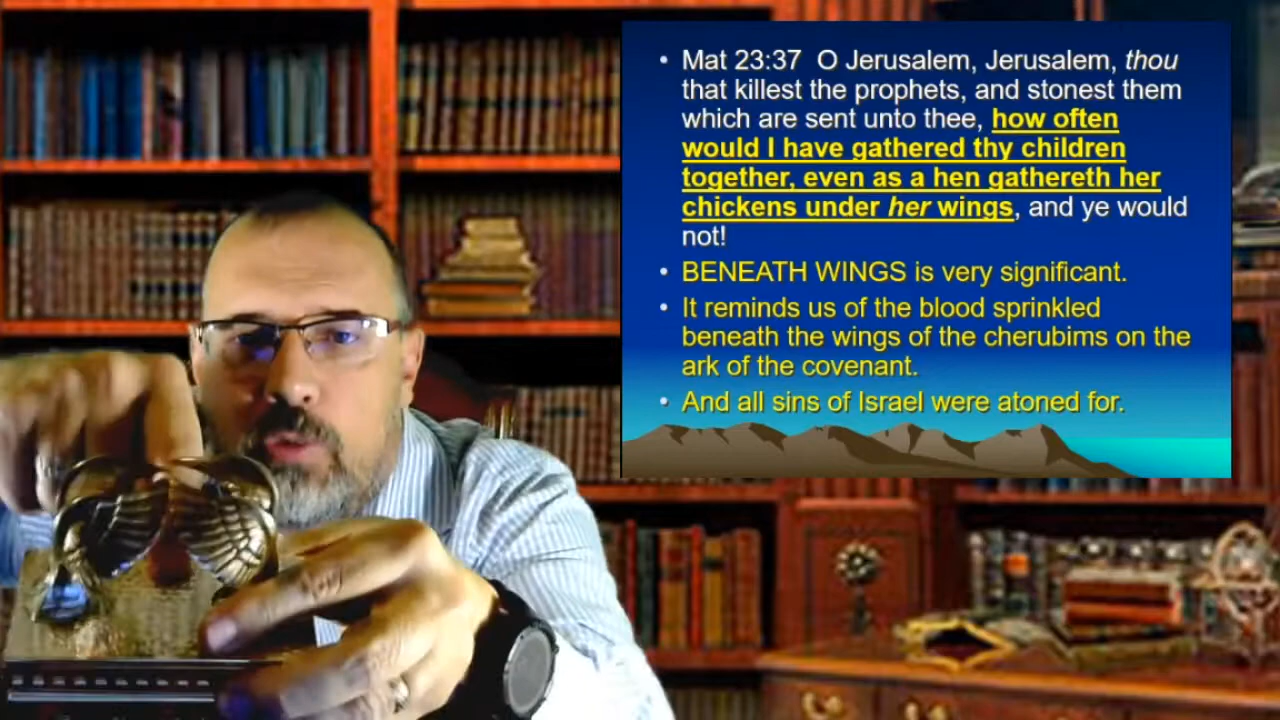 • Mat 23:37 O Jerusalem, Jerusalem, thou
that killest the prophets, and stonest them
which are sent unto thee, how often
would I have gathered thy children
together, even as a hen gathereth her
chickens under her wings, and ye would
not!
• BENEATH WINGS is very significant.
• It reminds us of the blood sprinkled
beneath the wings of the cherubims on the
ark of the covenant.
• And all sins of Israel were atoned for.